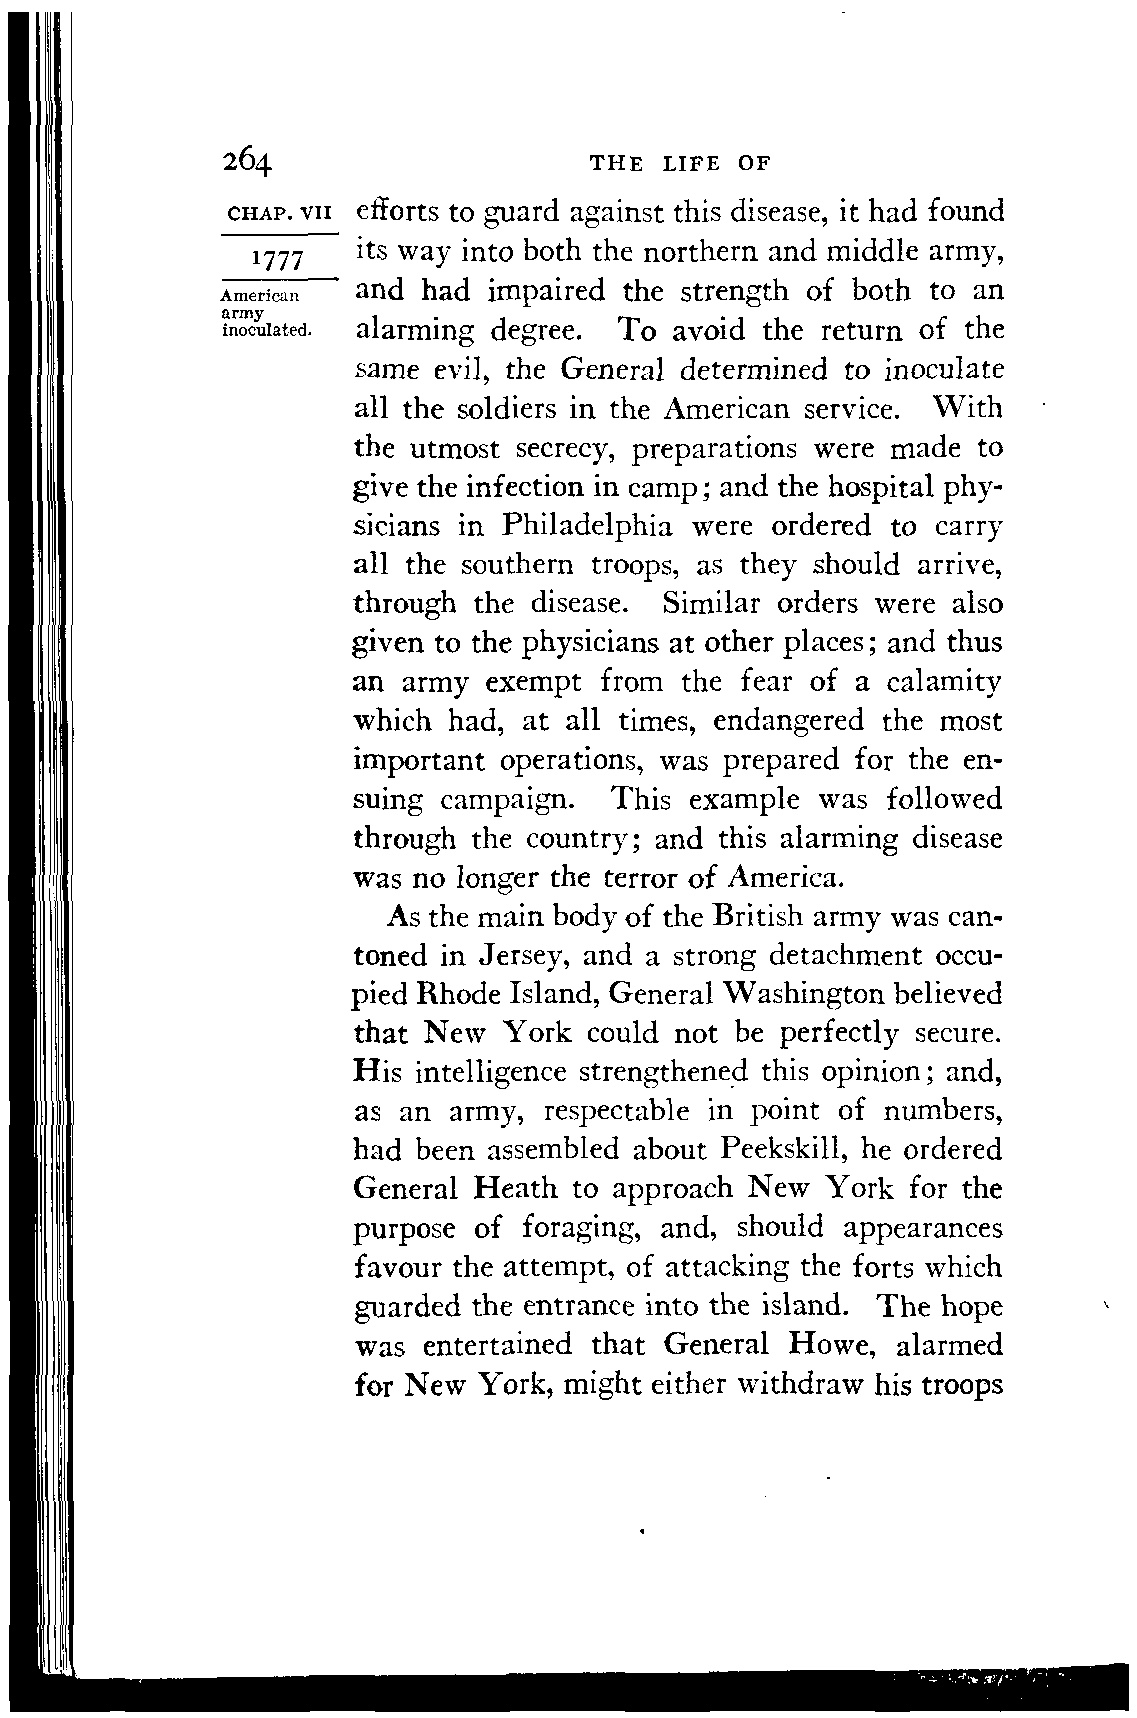 264 THE LIFE OF
CHAP. VII
1777
American
army
inoculated.
efforts to guard against this disease, it had found
its way into both the northern and middle army,
and had impaired the strength of both to an
alarming degree. To avoid the return of the
same evil, the General determined to inoculate
all the soldiers in the American service. With
the utmost secrecy, preparations were made to
give the infection in camp; and the hospital phy-
sicians in Philadelphia were ordered to carry
all the southern troops, as they should arrive,
through the disease. Similar orders were also
given to the physicians at other places; and thus
an army exempt from the fear of a calamity
which had, at all times, endangered the most
important operations, was prepared for the en-
suing campaign. This example was followed
through the country; and this alarming disease
was no longer the terror of America.
As the main body of the British army was can-
toned in Jersey, and a strong detachment occu-
pied Rhode Island, General Washington believed
that New York could not be perfectly secure.
His intelligence strengthened this opinion; and,
as an army, respectable in point of numbers,
had been assembled about Peekskill, he ordered
General Heath to approach New York for the
purpose of foraging, and, should appearances
favour the attempt, of attacking the forts which
guarded the entrance into the island. The hope
was entertained that General Howe, alarmed
for New York, might either withdraw his troops